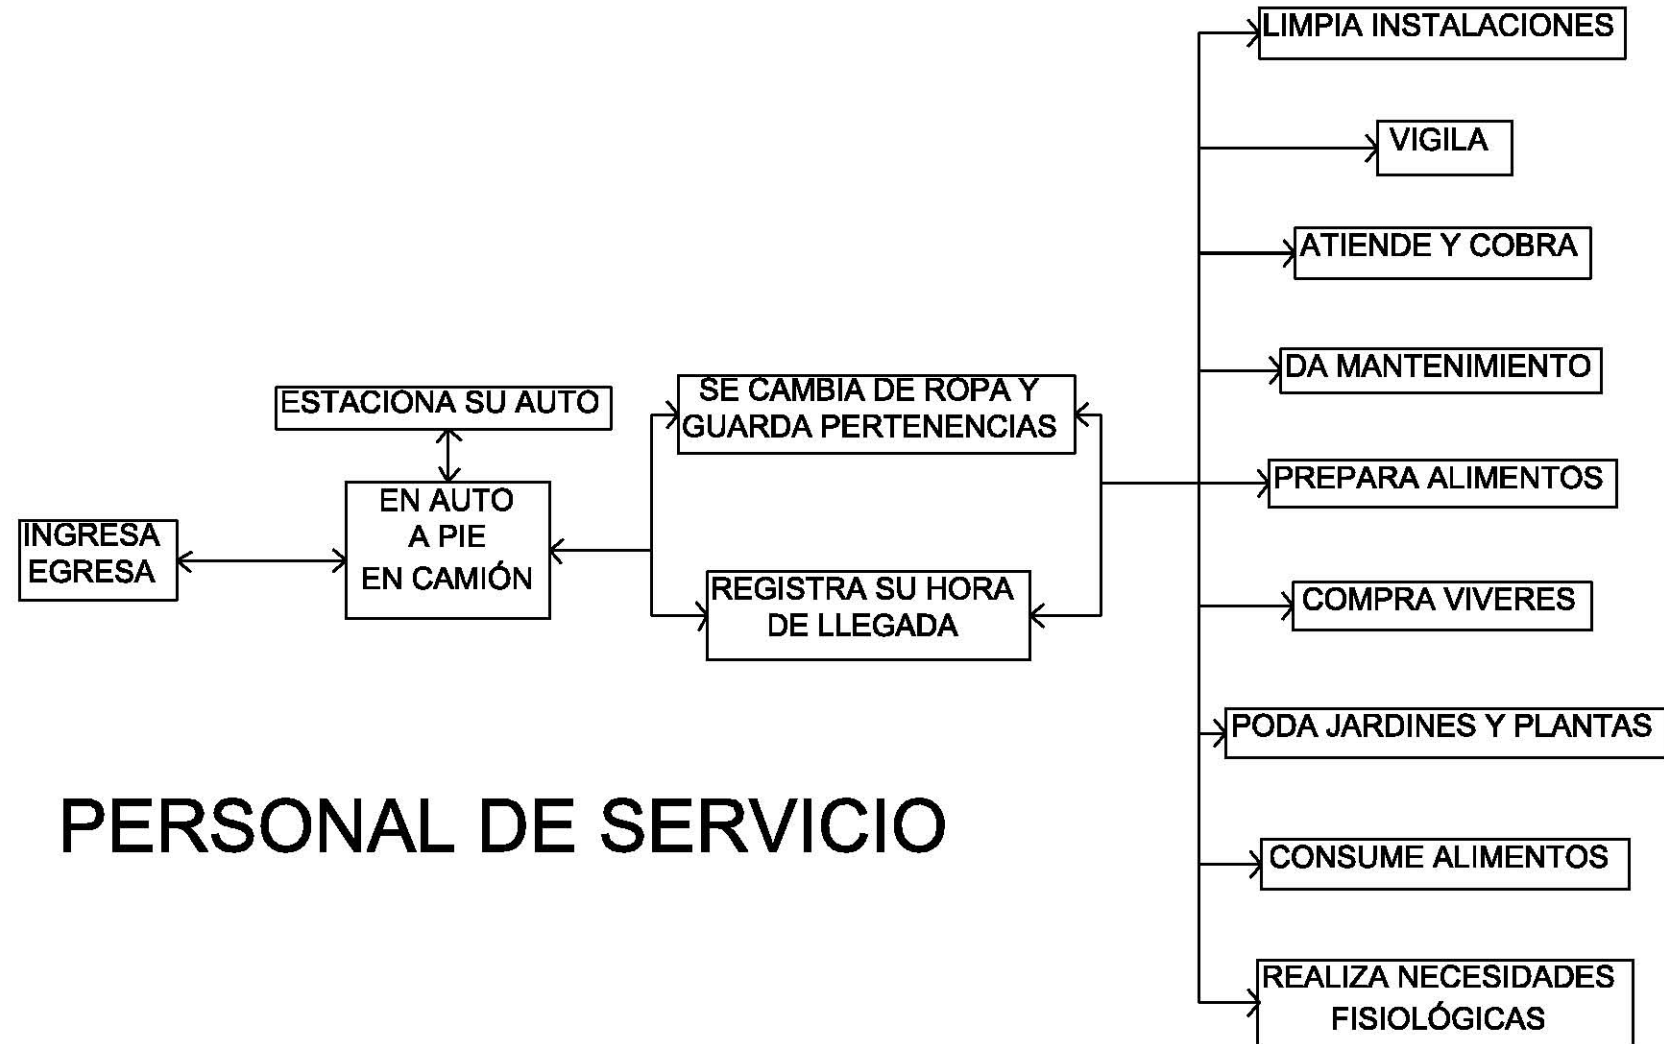 LIMPIA INSTALACIONES
VIGILA
ATIENDE Y COBRA
DA MANTENIMIENTO
SE CAMBIA DE ROPA Y
GUARDA PERTENENCIAS
ESTACIONA SU AUTO
PREPARA ALIMENTOS
EN AUTO
A PIE
EN CAMIÓN
INGRESA
EGRESA
REGISTRA SU HORA
DE LLEGADA
COMPRA VIVERES
PODA JARDINES Y PLANTAS
PERSONAL DE SERVICIO
CONSUME ALIMENTOS
REALIZA NECESIDADES
FISIOLÓGICAS